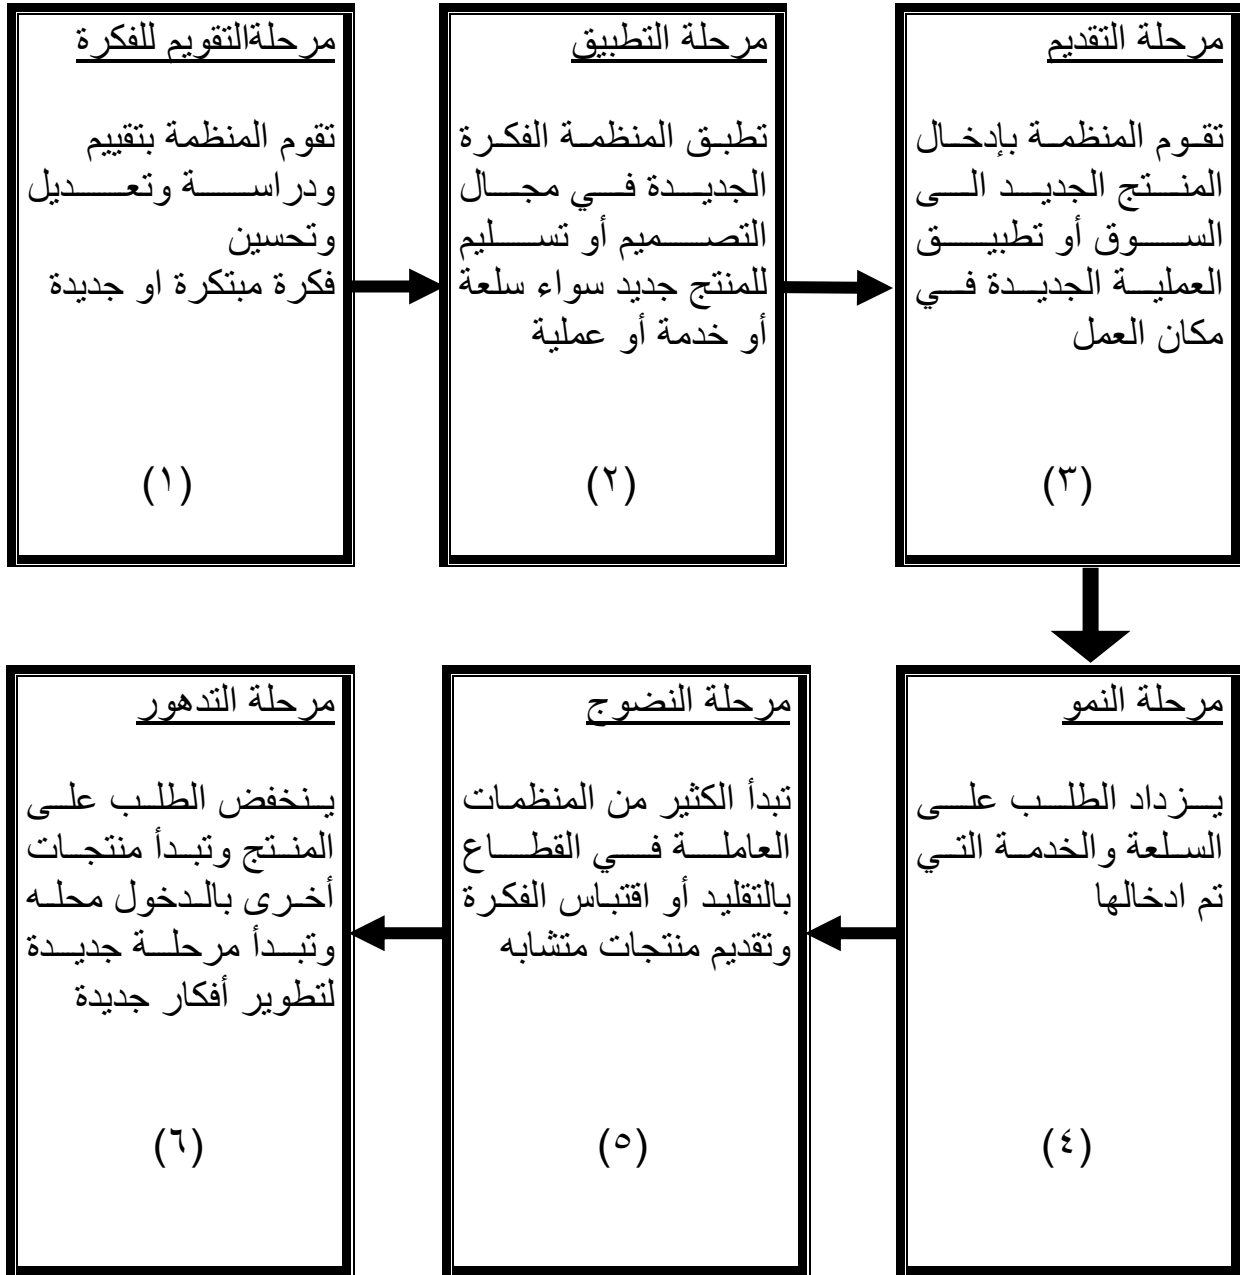 مرحلةالتقويم للفكرة
تقوم المنظمة بتقييم
ودراسة وتعديل
وتحسين
فكرة مبتكرة او جديدة
(١)
مرحلة التطبيق
تطبق المنظمة الفكرة
الجديدة في مجال
التصميم أو تسليم
للمنتج جديد سواء سلعة
أو خدمة أو عملية
(٢)
مرحلة التقديم
تقوم المنظمة بإدخال
المنتج الجديد الى
السوق أو تطبيق
العملية الجديدة في
مكان العمل
(٣)
مرحلة النمو
يزداد الطلب على
السلعة والخدمة التي
تم ادخالها
(٤)
مرحلة النضوج
تبدأ الكثير من المنظمات
العاملة في القطاع
بالتقليد أو اقتباس الفكرة
وتقديم منتجات متشابه
(٥)
مرحلة التدهور
ينخفض الطلب على
المنتج وتبدأ منتجات
أخرى بالدخول محله
وتبدأ مرحلة جديدة
لتطوير أفكار جديدة
(٦)